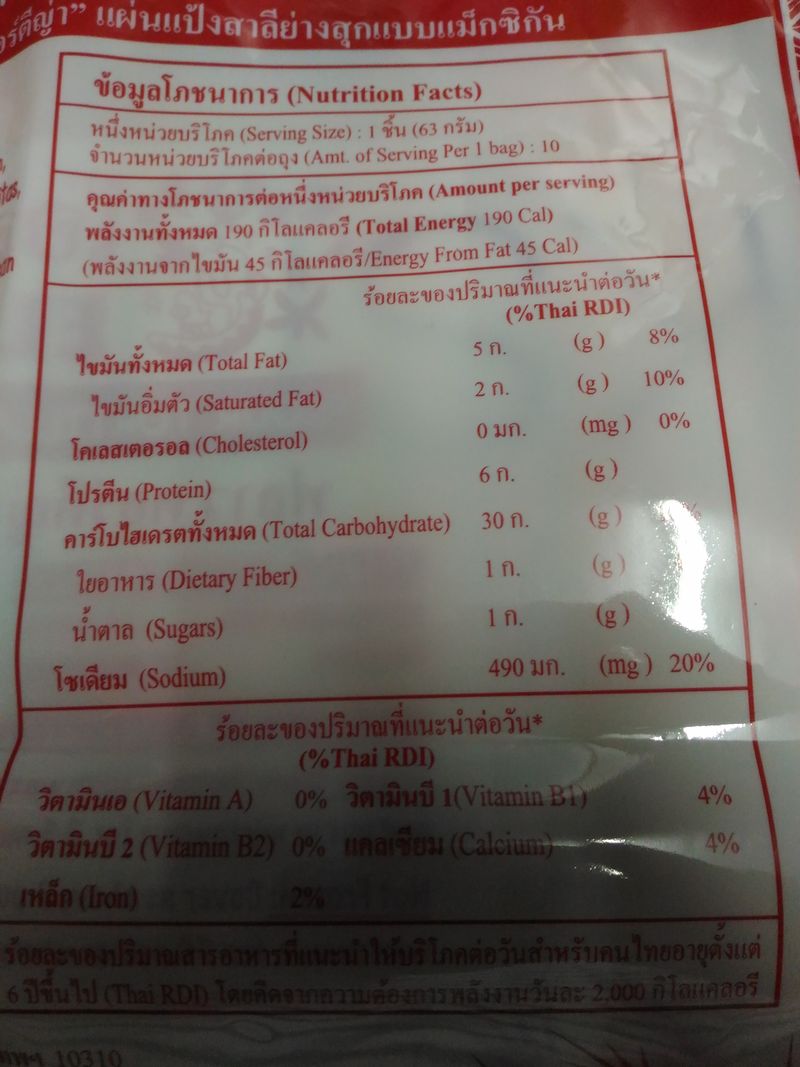 ร์ตีญ่า” แผ่นแป้งสาลีย่างสุกแบบแม็กซิกัน
ข้อมูลโภชนาการ (Nutrition Facts)
หนึ่งหน่วยบริโภค (Serving Size) : 1 ชิ้น (63 กรัม)
จำนวนหน่วยบริโภคต่อถุง (Amt. of Serving Per 1 bag) : 10
คุณค่าทางโภชนาการต่อหนึ่งหน่วยบริโภค (Amount per serving)
พลังงานทั้งหมด 190 กิโลแคลอรี (Total Energy 190 Cal)
(พลังงานจากไขมัน 45 กิโลแคลอรี/Energy From Fat 45 Cal)
ร้อยละของปริมาณที่แนะนำต่อวัน*
(%Thai RDI)
ไขมันทั้งหมด (Total Fat) 5 ก. (g ) 8%
ไขมันอิ่มตัว (Saturated Fat) 2 ก. (g ) 10%
โคเลสเตอรอล (Cholesterol) 0 มก. (mg ) 0%
โปรตีน (Protein) 6 ก. (g )
คาร์โบไฮเดรตทั้งหมด (Total Carbohydrate) 30 ก. (g )
ใยอาหาร (Dietary Fiber) 1 ก. (g )
น้ำตาล (Sugars) 1 ก. (g )
โซเดียม (Sodium) 490 มก. (mg ) 20%
ร้อยละของปริมาณที่แนะนำต่อวัน*
(%Thai RDI)
วิตามินเอ (Vitamin A) 0% วิตามินบี 1(Vitamin B1) 4%
วิตามินบี 2 (Vitamin B2) 0% แคลเซียม (Calcium) 4%
เหล็ก (Iron) 2%
ร้อยละของปริมาณสารอาหารที่แนะนำให้บริโภคต่อวันสำหรับคนไทยอายุตั้งแต่
6 ปีขึ้นไป (Thai RDI) โดยคิดจากความต้องการพลังงานวันละ 2,000 กิโลแคลอรี
10310